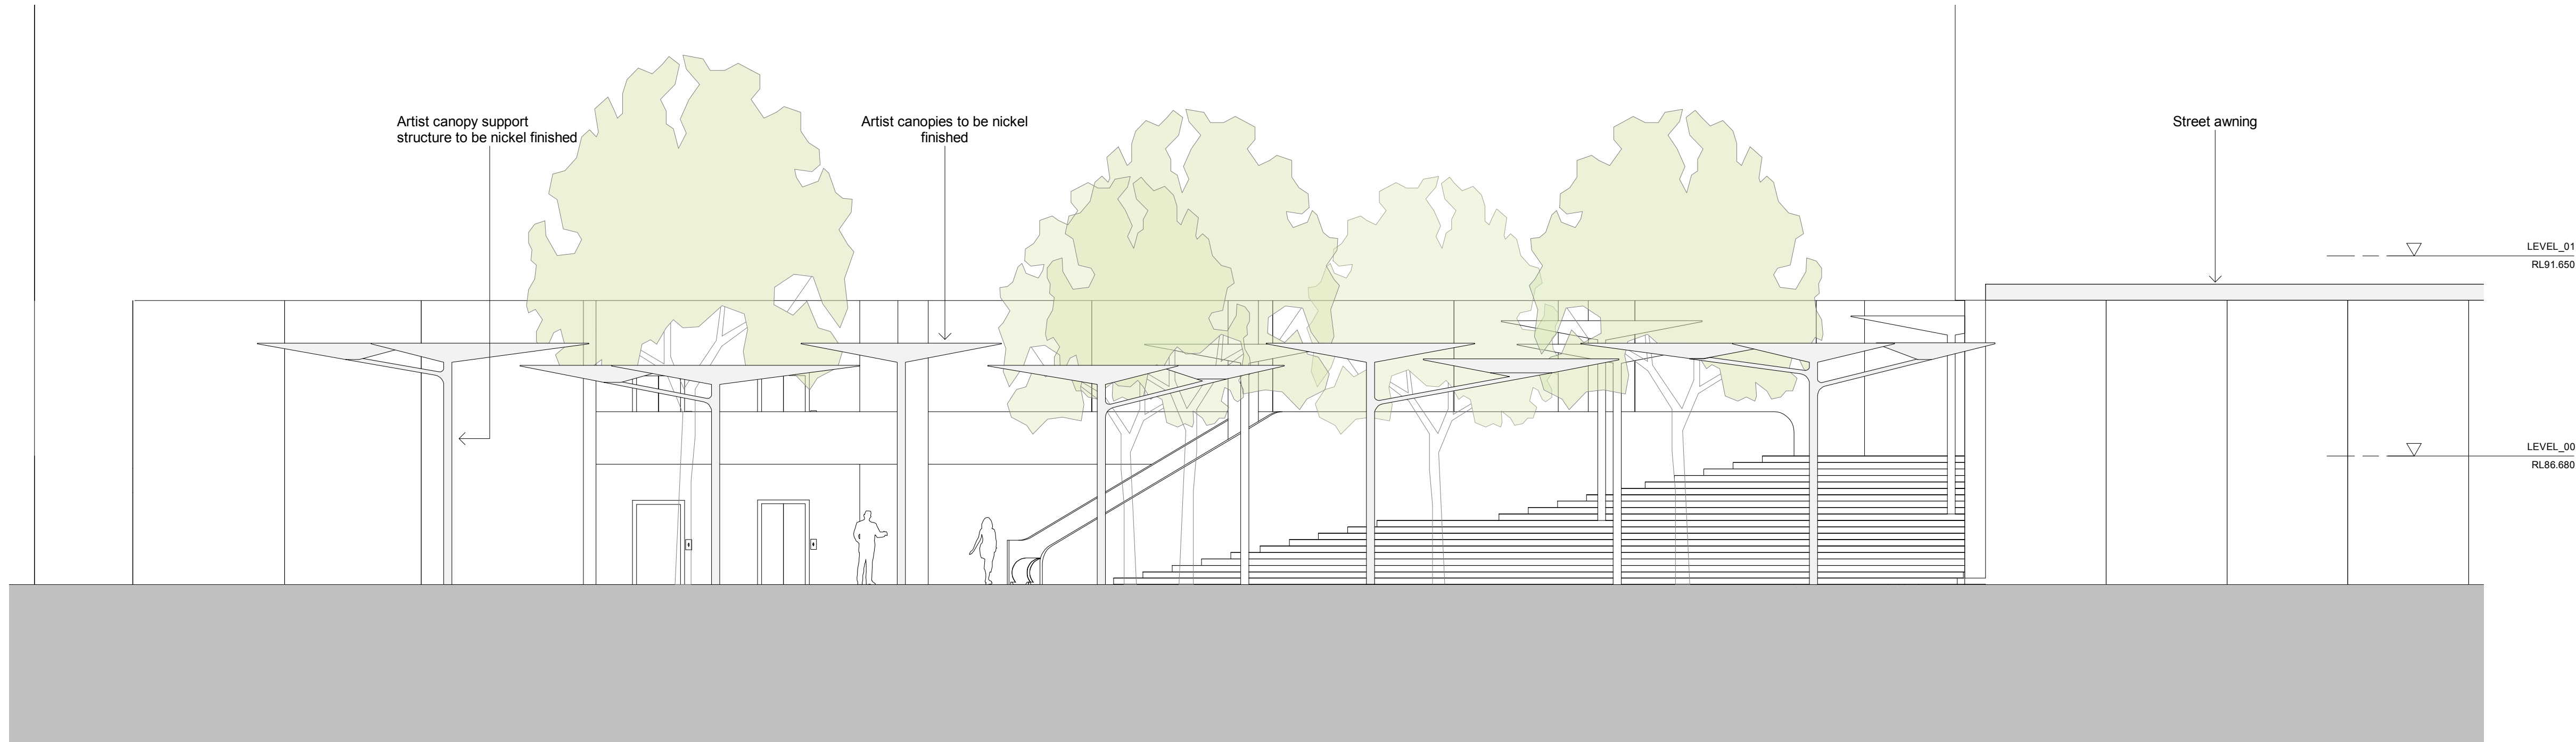 Artist canopy support
structure to be nickel finished
Artist canopies to be nickel
finished
Street awning
LEVEL_01
RL91.650
LEVEL_00
RL86.680